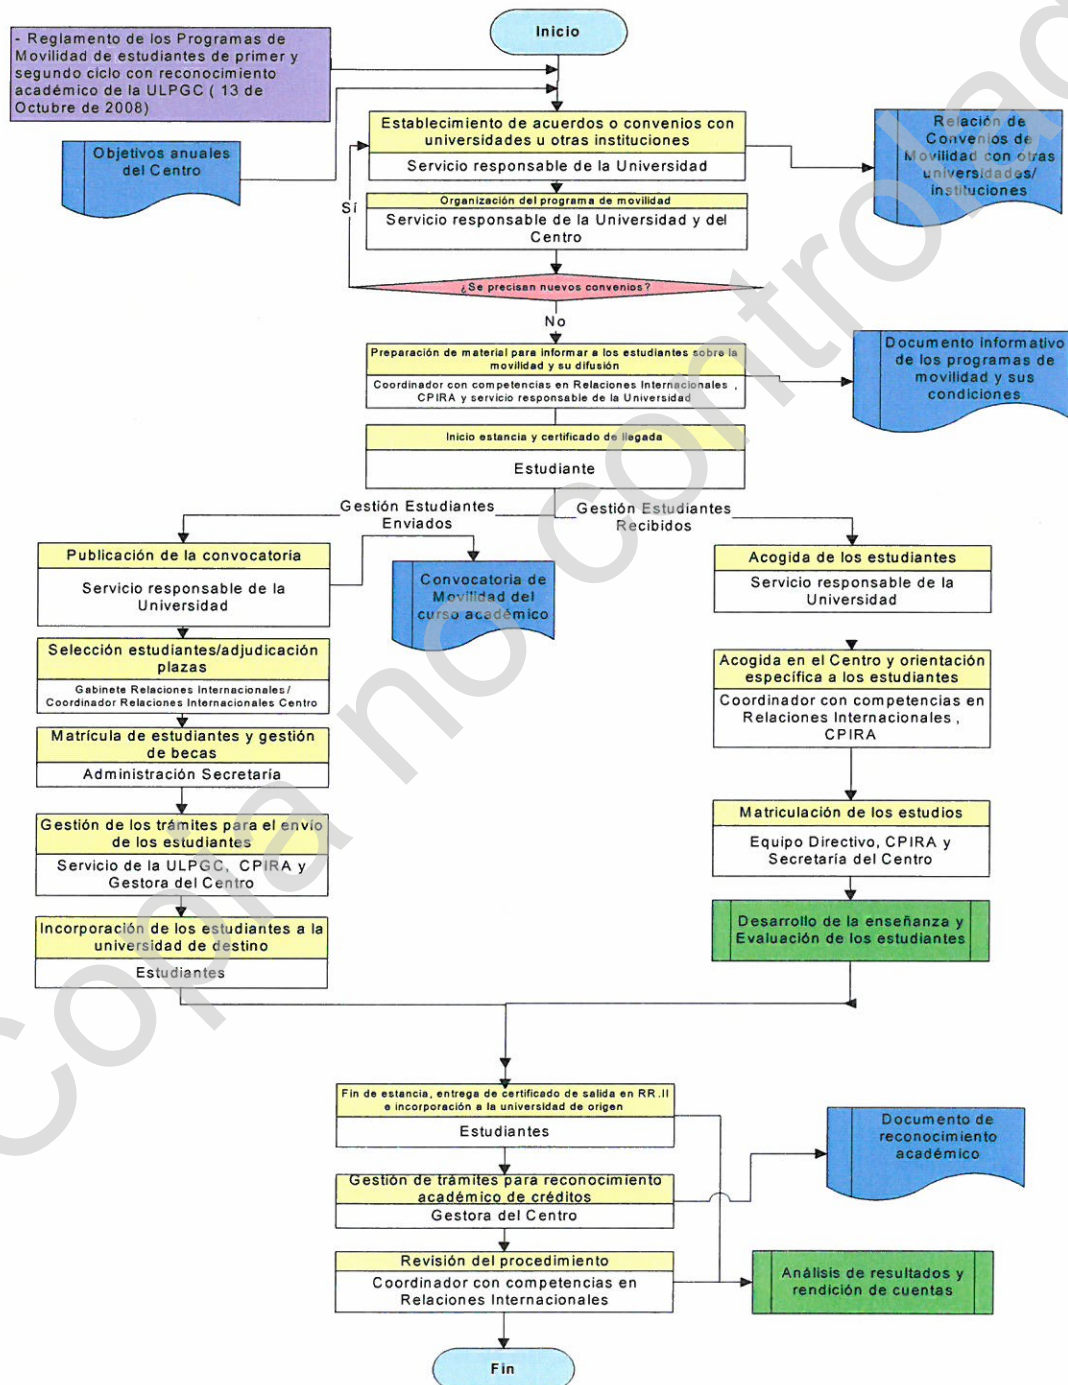 Inicio
- Reglamento de los Programas de
Movilidad de estudiantes de primer y
segundo ciclo con reconocimiento
académico de la ULPGC ( 13 de
Octubre de 2008)
Objetivos anuales
del Centro
Establecimiento de acuerdos o convenios con
universidades u otras instituciones
Servicio responsable de la Universidad
Relación de
Convenios de
Movilidad con otras
universidades/
instituciones
Sí
Organización del programa de movilidad
Servicio responsable de la Universidad y del
Centro
¿Se precisan nuevos convenios?
No
Preparación de material para informar a los estudiantes sobre la
movilidad y su difusión
Coordinador con competencias en Relaciones Internacionales ,
CPIRA y servicio responsable de la Universidad
Documento informativo
de los programas de
movilidad y sus
condiciones
Inicio estancia y certificado de llegada
Estudiante
Gestión Estudiantes
Enviados
Gestión Estudiantes
Recibidos
Publicación de la convocatoria
Servicio responsable de la
Universidad
Convocatoria de
Movilidad del
curso académico
Selección estudiantes/adjudicación
plazas
Gabinete Relaciones Internacionales/
Coordinador Relaciones Internacionales Centro
Matrícula de estudiantes y gestión
de becas
Administración Secretaría
Gestión de los trámites para el envío
de los estudiantes
Servicio de la ULPGC, CPIRA y
Gestora del Centro
Incorporación de los estudiantes a la
universidad de destino
Estudiantes
Acogida de los estudiantes
Servicio responsable de la
Universidad
Acogida en el Centro y orientación
específica a los estudiantes
Coordinador con competencias en
Relaciones Internacionales ,
CPIRA
Matriculación de los estudios
Equipo Directivo, CPIRA y
Secretaría del Centro
Desarrollo de la enseñanza y
Evaluación de los estudiantes
Fin de estancia, entrega de certificado de salida en RR.II
e incorporación a la universidad de origen
Estudiantes
Documento de
reconocimiento
académico
Gestión de trámites para reconocimiento
académico de créditos
Gestora del Centro
Revisión del procedimiento
Coordinador con competencias en
Relaciones Internacionales
Análisis de resultados y
rendición de cuentas
Fin
Copia no controlad